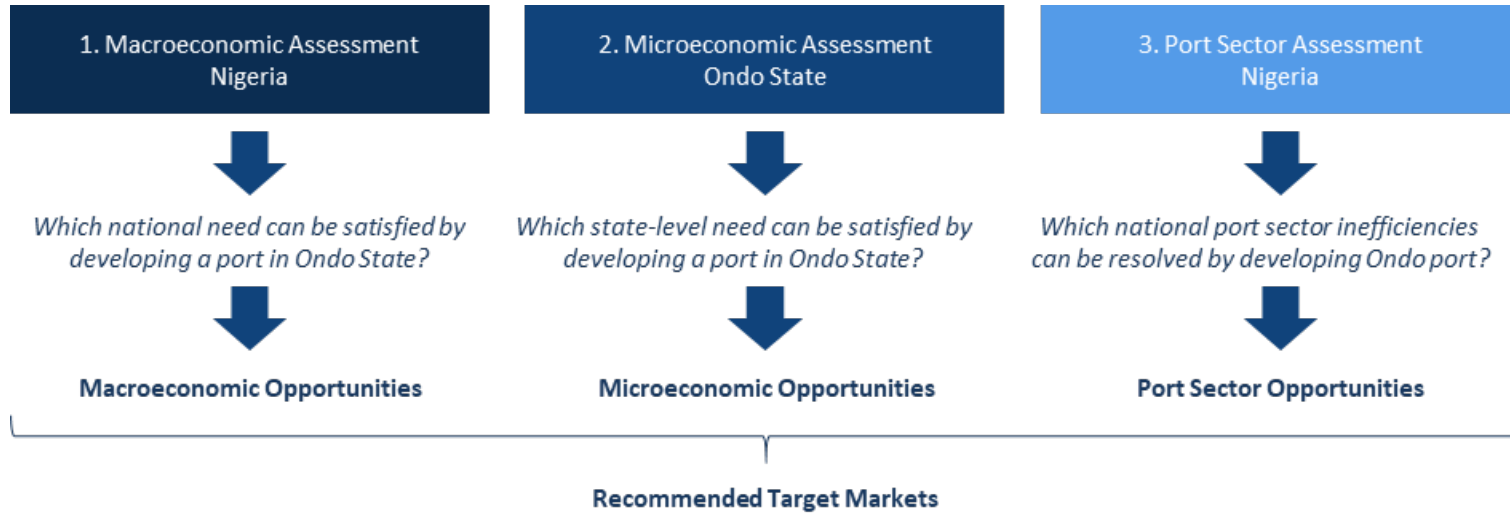 1. Macroeconomic Assessment
Nigeria
2. Microeconomic Assessment
Ondo State
3. Port Sector Assessment
Nigeria
Which national need can be satisfied by
developing a port in Ondo State?
Which state-level need can be satisfied by
developing a port in Ondo State?
Which national port sector inefficiencies
can be resolved by developing Ondo port?
Macroeconomic Opportunities
Microeconomic Opportunities
Port Sector Opportunities
Recommended Target Markets